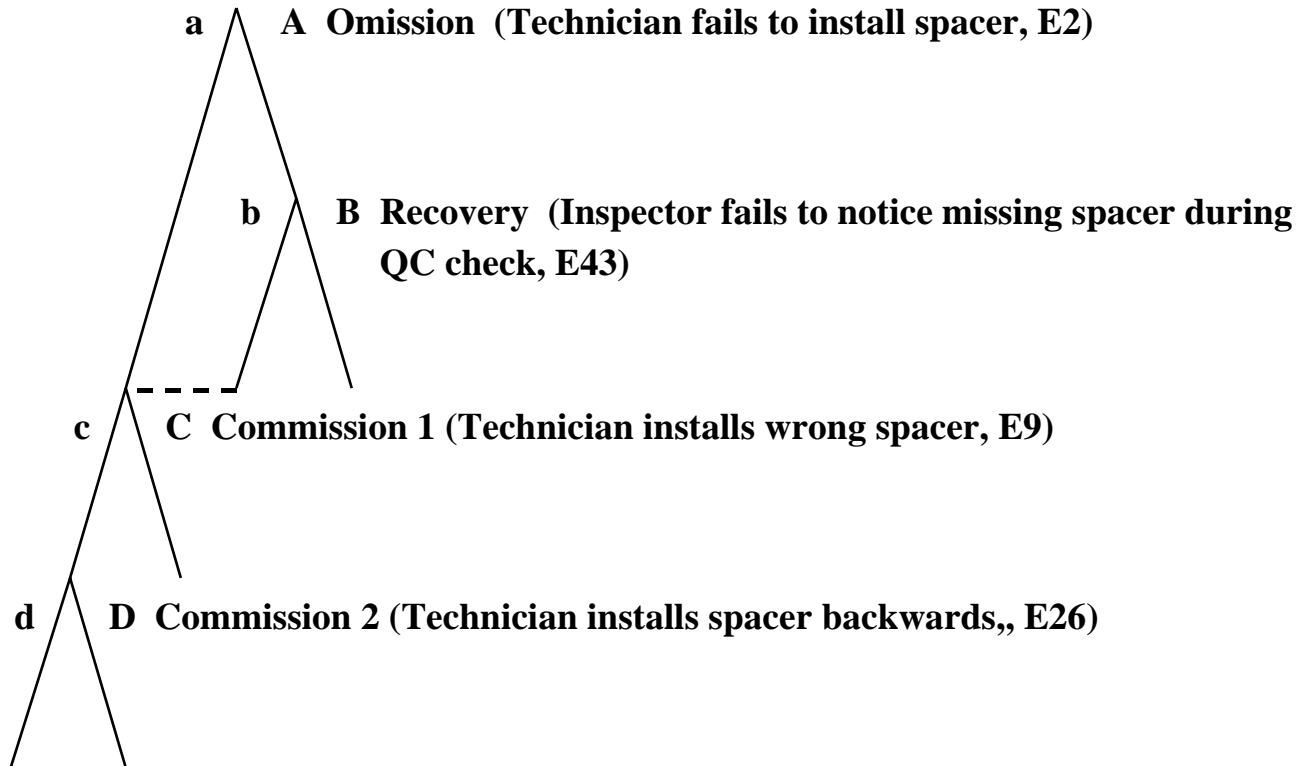 a A Omission (Technician fails to install spacer, E2)
b B Recovery (Inspector fails to notice missing spacer during
QC check, E43)
c C Commission 1 (Technician installs wrong spacer, E9)
d D Commission 2 (Technician installs spacer backwards,, E26)